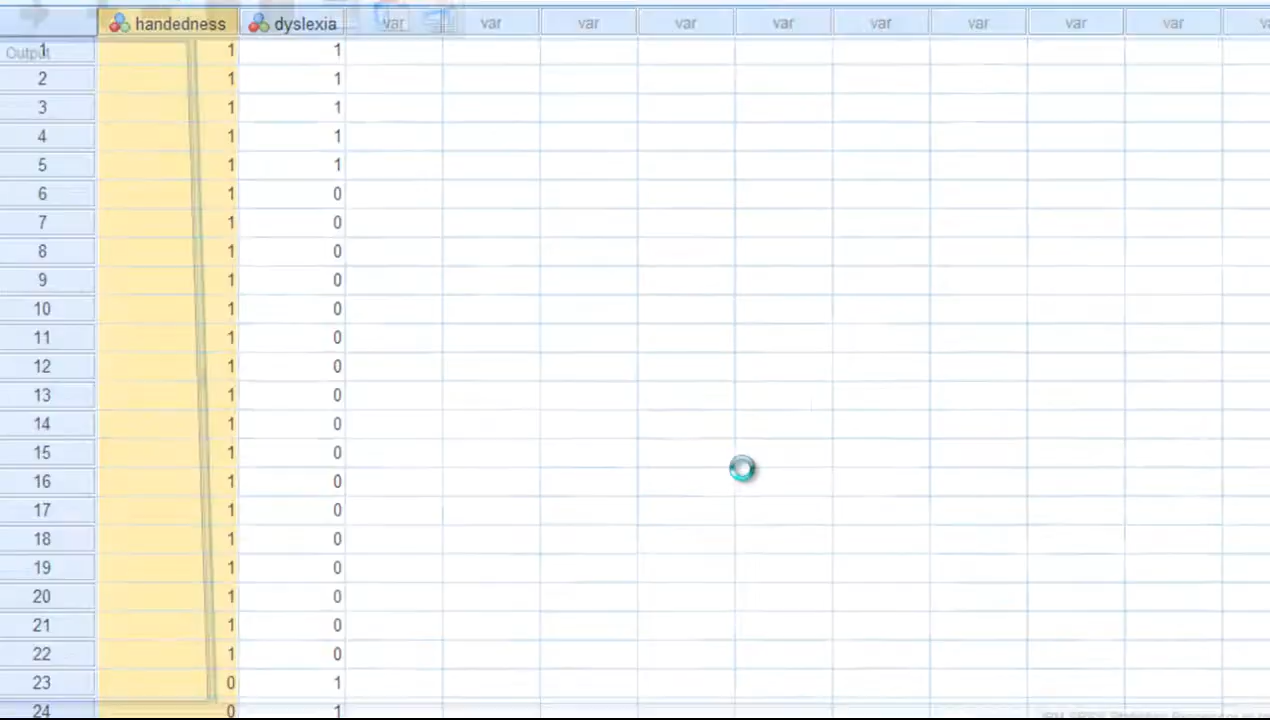 handedness dyslexia var var var var var var var var var
Output
1 1 1
2 1 1
3 1 1
4 1 1
5 1 1
6 1 0
7 1 0
8 1 0
9 1 0
10 1 0
11 1 0
12 1 0
13 1 0
14 1 0
15 1 0
16 1 0
17 1 0
18 1 0
19 1 0
20 1 0
21 1 0
22 1 0
23 0 1
24 0 1